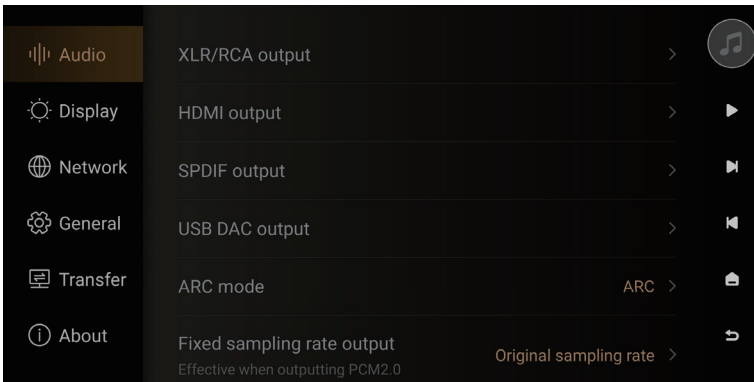 Audio
Display
Network
General
Transfer
About
XLR/RCA output
HDMI output
SPDIF output
USB DAC output
ARC mode
ARC
Fixed sampling rate output
Original sampling rate
Effective when outputting PCM2.0